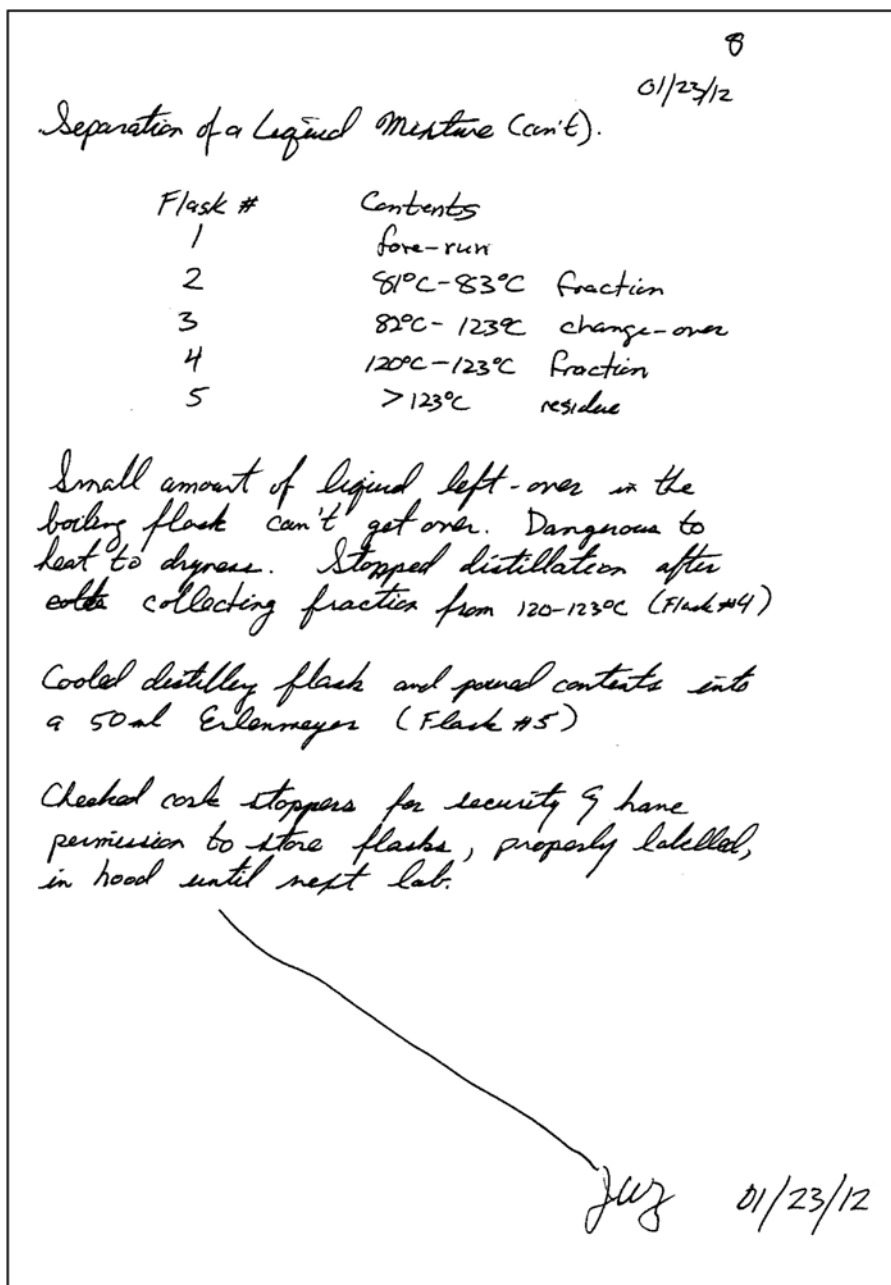 8
01/23/12
Separation of a Liquid Mixture (con't).
Flask # Contents
1 fore-run
2 81°C-83°C fraction
3 82°C-123°C change-over
4 120°C-123°C fraction
5 >123°C residue
Small amount of liquid left-over in the
boiling flask can't get over. Dangerous to
heat to dryness. Stopped distillation after
collecting fraction from 120-123°C (Flask #4)
Cooled distilley flask and poured contents into
a 50ml Erlenmeyer (Flask #5)
Checked cork stoppers for security & have
permission to store flasks, properly labelled,
in hood until next lab.
01/23/12